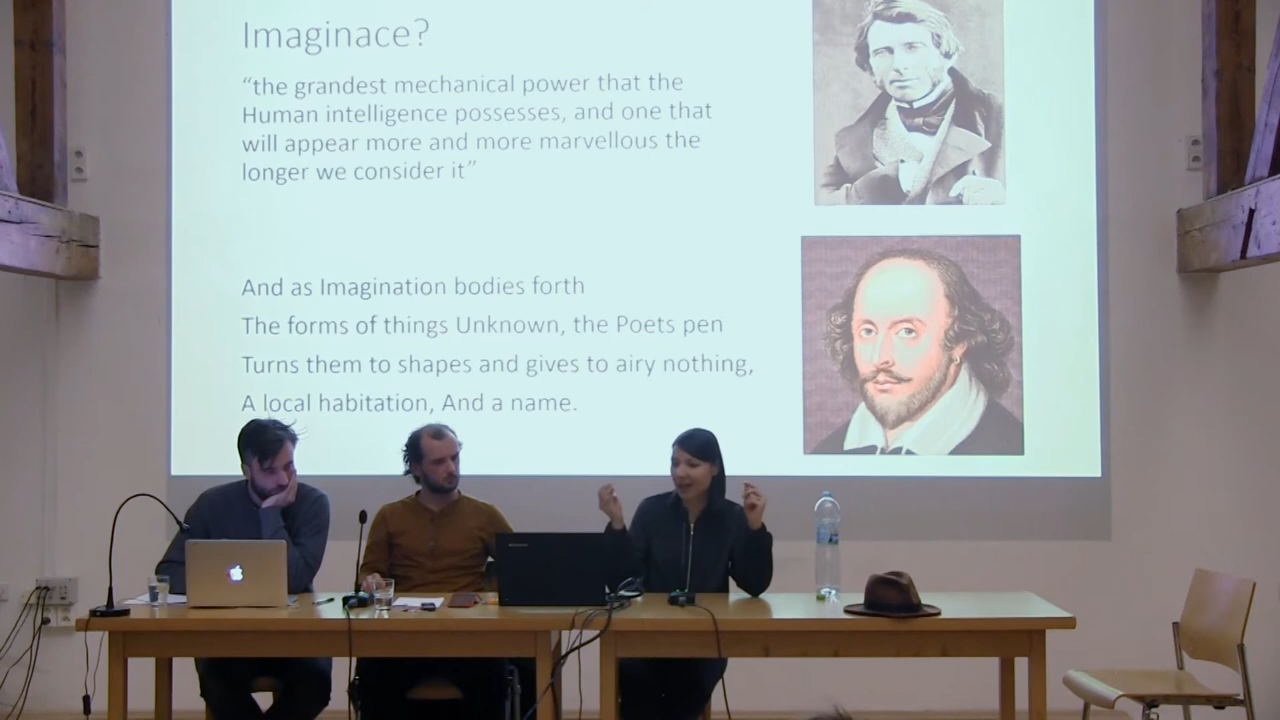 Imaginace?
“the grandest mechanical power that the
Human intelligence possesses, and one that
will appear more and more marvellous the
longer we consider it”
And as Imagination bodies forth
The forms of things Unknown, the Poets pen
Turns them to shapes and gives to airy nothing,
A local habitation, And a name.